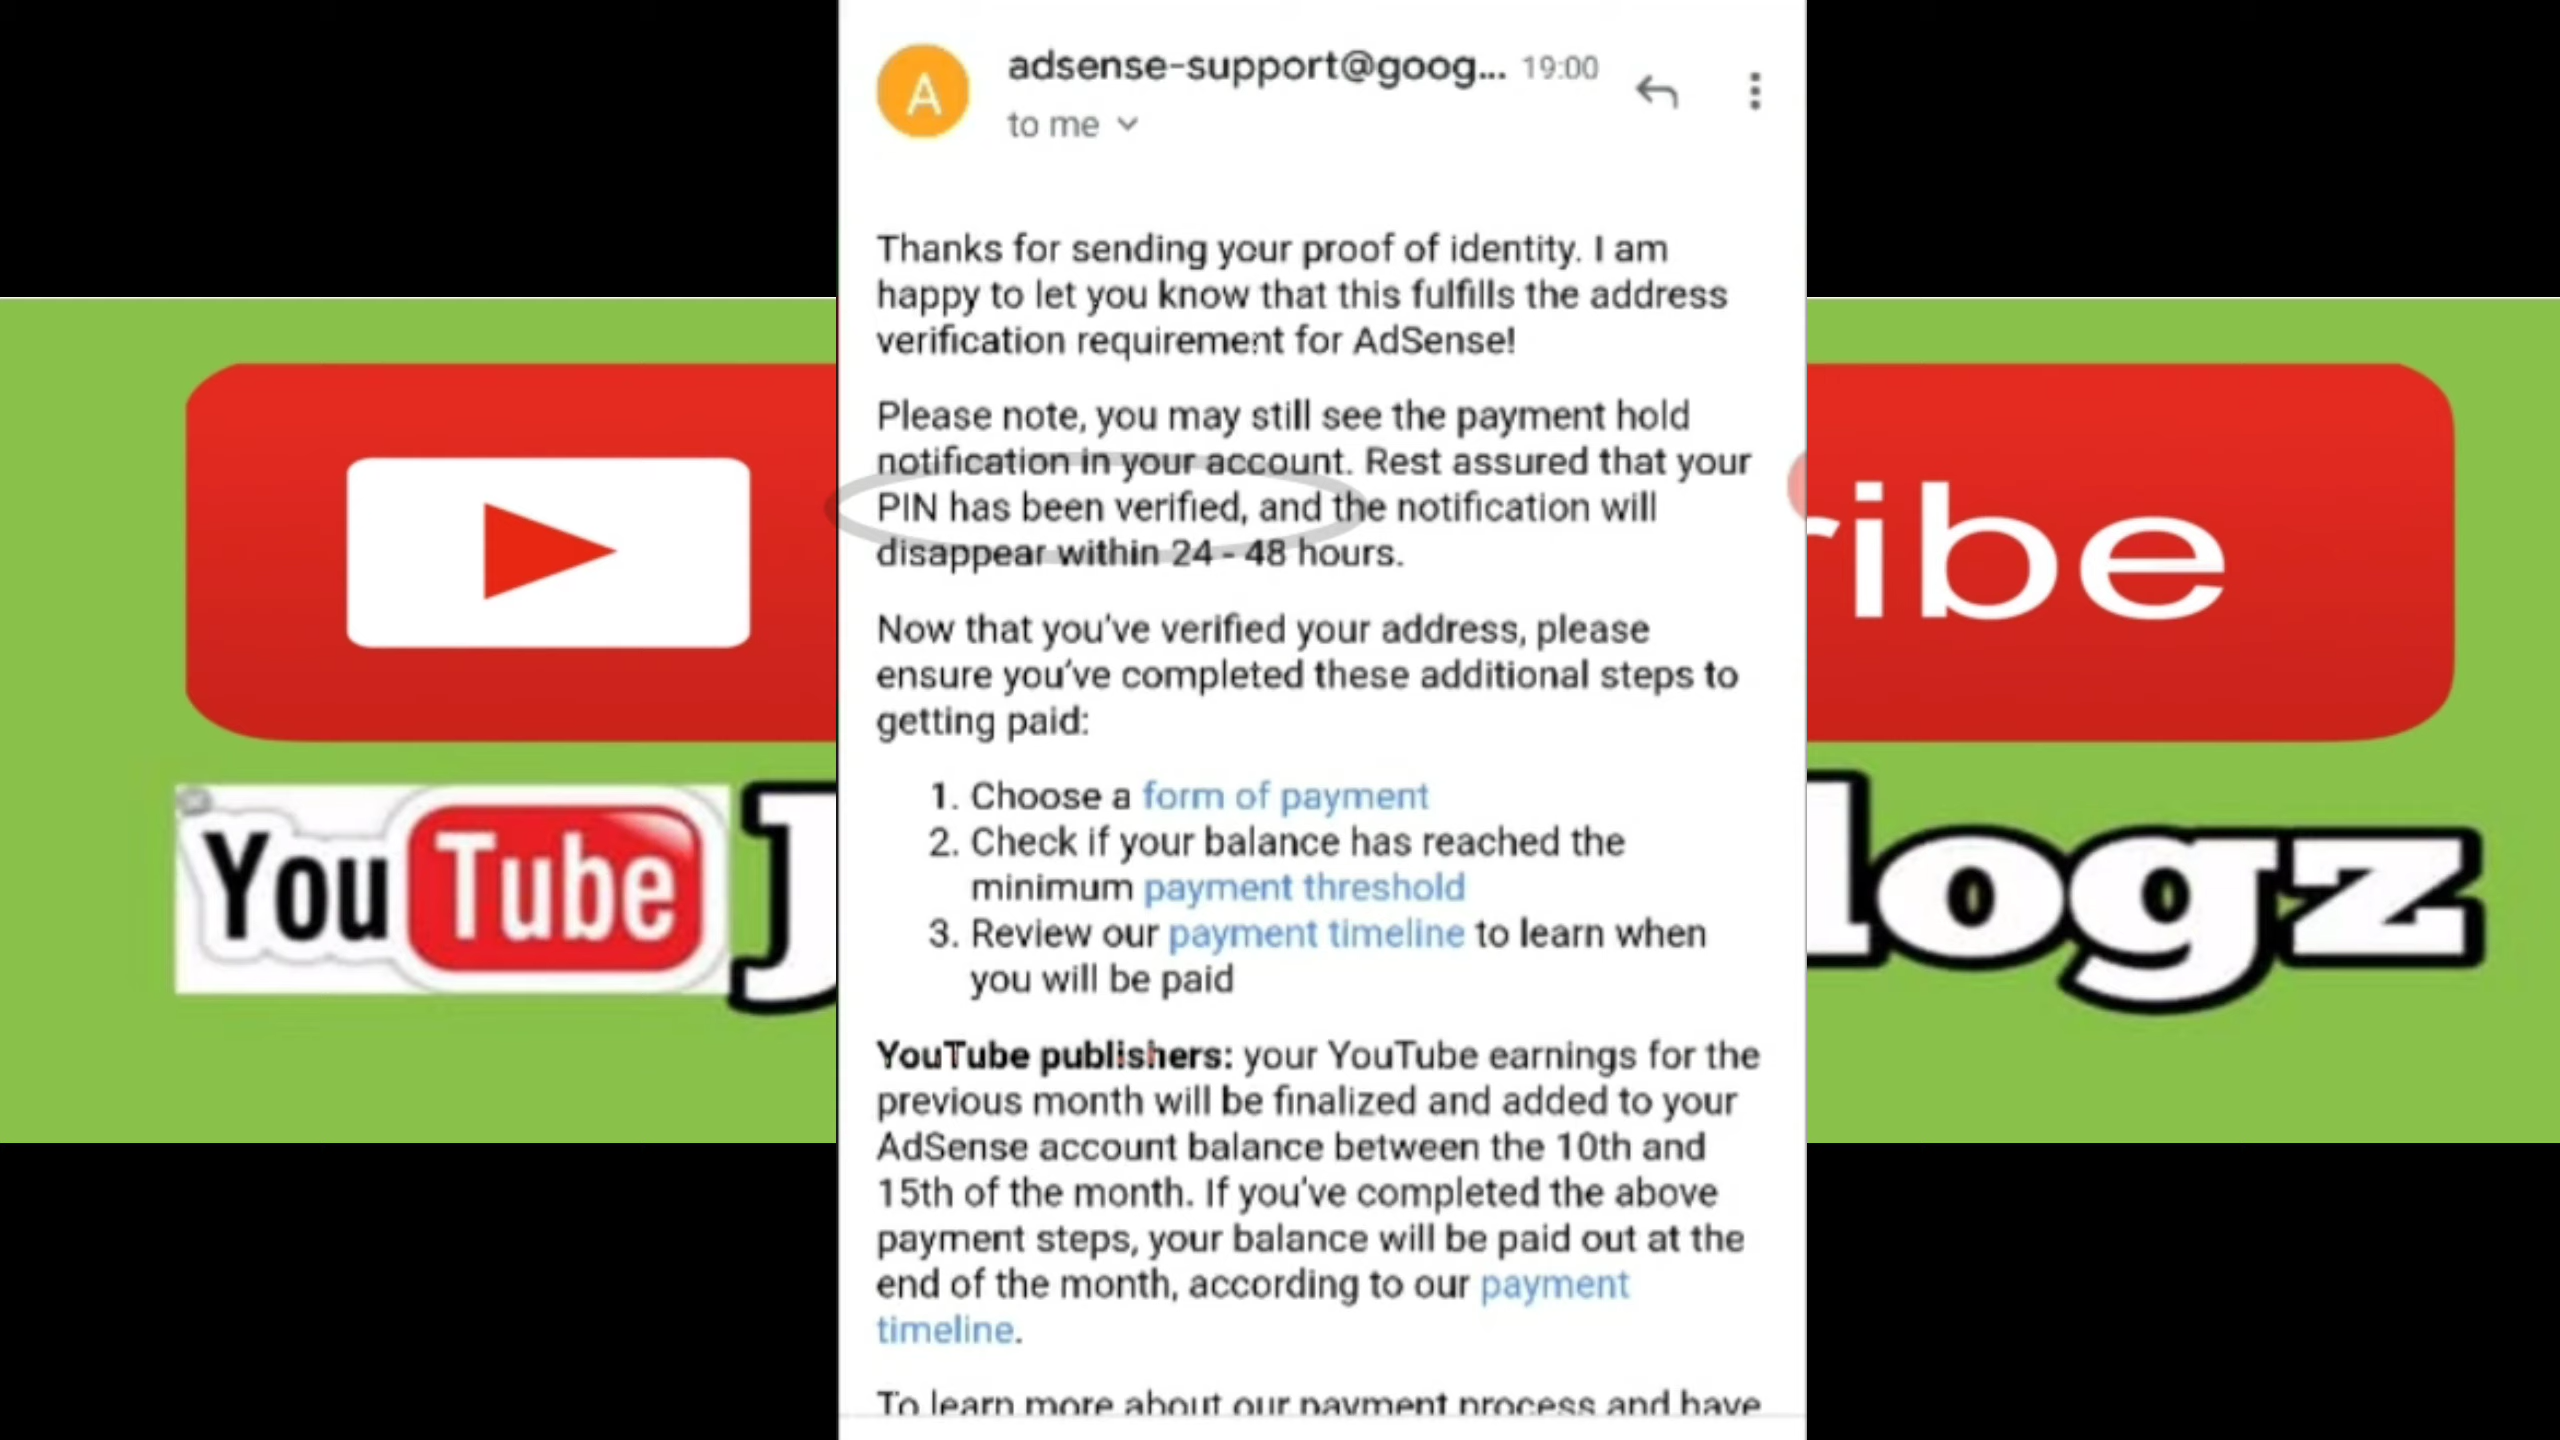 A
adsense-support@goog... 19:00
to me
Thanks for sending your proof of identity. I am
happy to let you know that this fulfills the address
verification requirement for AdSense!
Please note, you may still see the payment hold
notification in your account. Rest assured that your
PIN has been verified, and the notification will
disappear within 24 - 48 hours.
Now that you've verified your address, please
ensure you've completed these additional steps to
getting paid:
1. Choose a form of payment
2. Check if your balance has reached the
minimum payment threshold
3. Review our payment timeline to learn when
you will be paid
YouTube publishers: your YouTube earnings for the
previous month will be finalized and added to your
AdSense account balance between the 10th and
15th of the month. If you've completed the above
payment steps, your balance will be paid out at the
end of the month, according to our payment
timeline.
To learn more about our payment process and have
ribe
YouTube J
logz